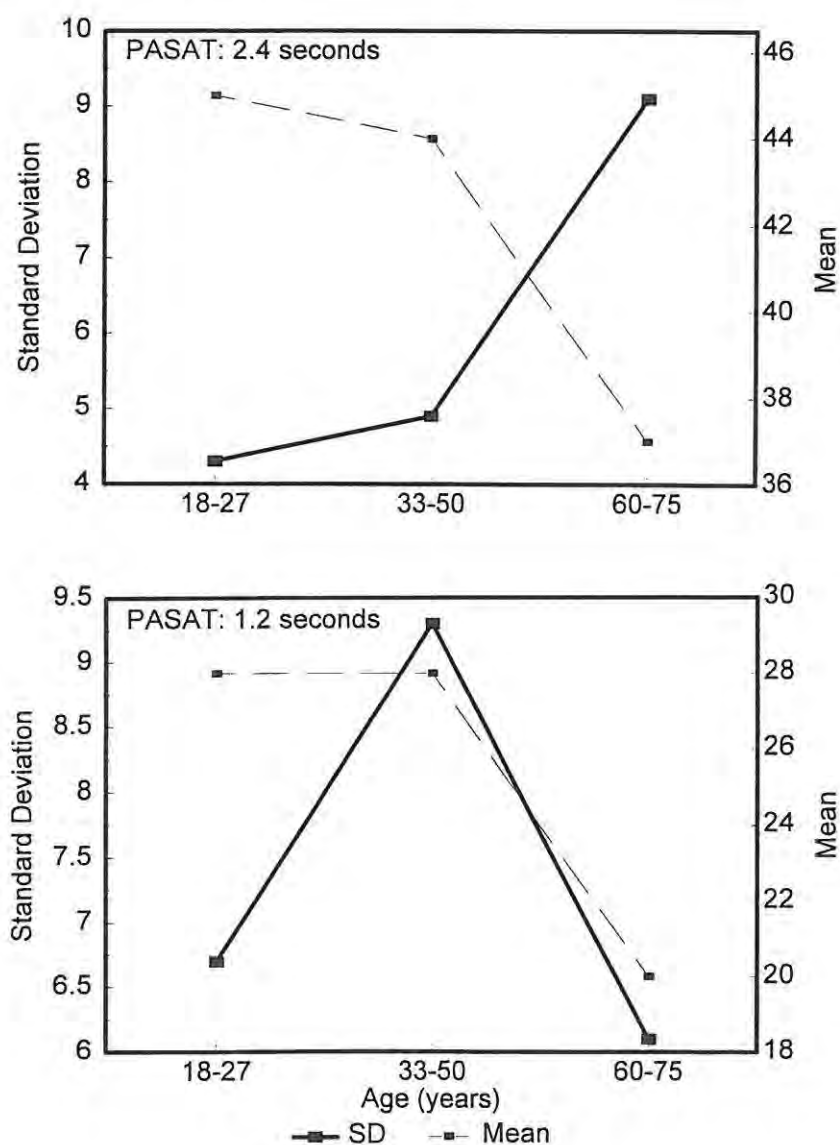 PASAT: 2.4 seconds
Standard Deviation
10
9
8
7
6
5
4
46
44
42
40
38
36
Mean
18-27 33-50 60-75
PASAT: 1.2 seconds
Standard Deviation
9.5
9
8.5
8
7.5
7
6.5
6
30
28
26
24
22
20
18
Mean
18-27 33-50 60-75
Age (years)
SD Mean